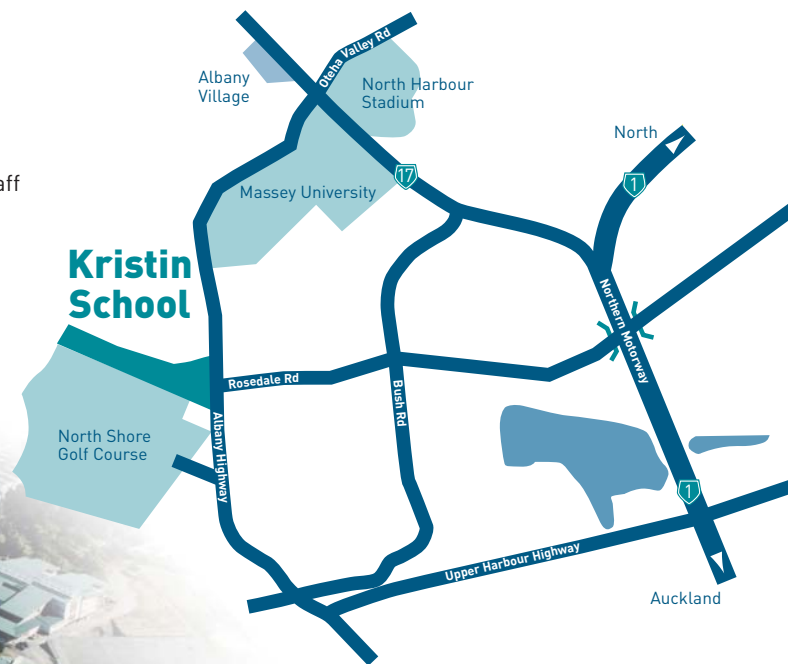 Oteha Valley Rd
Albany
Village
North Harbour
Stadium
North
1
aff
17
Massey University
Kristin
School
Northern Motorway
Rosedale Rd
Bush Rd
Albany Highway
North Shore
Golf Course
1
Upper Harbour Highway
Auckland